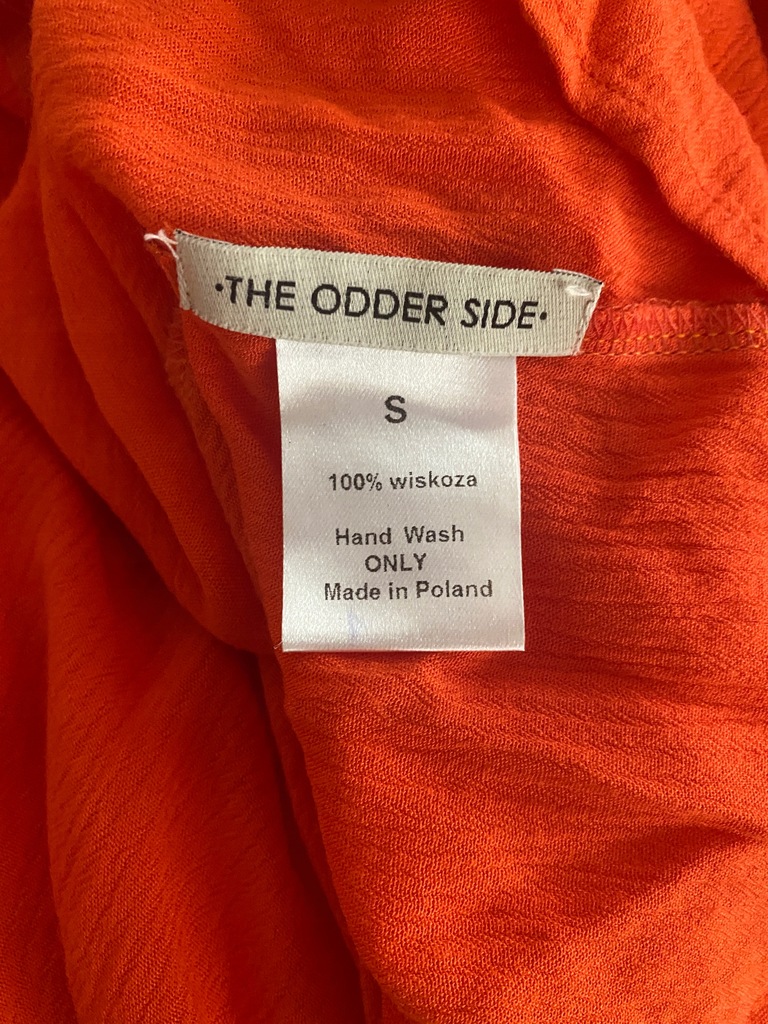 ·THE ODDER SIDE·
S
100% wiskoza
Hand Wash
ONLY
Made in Poland